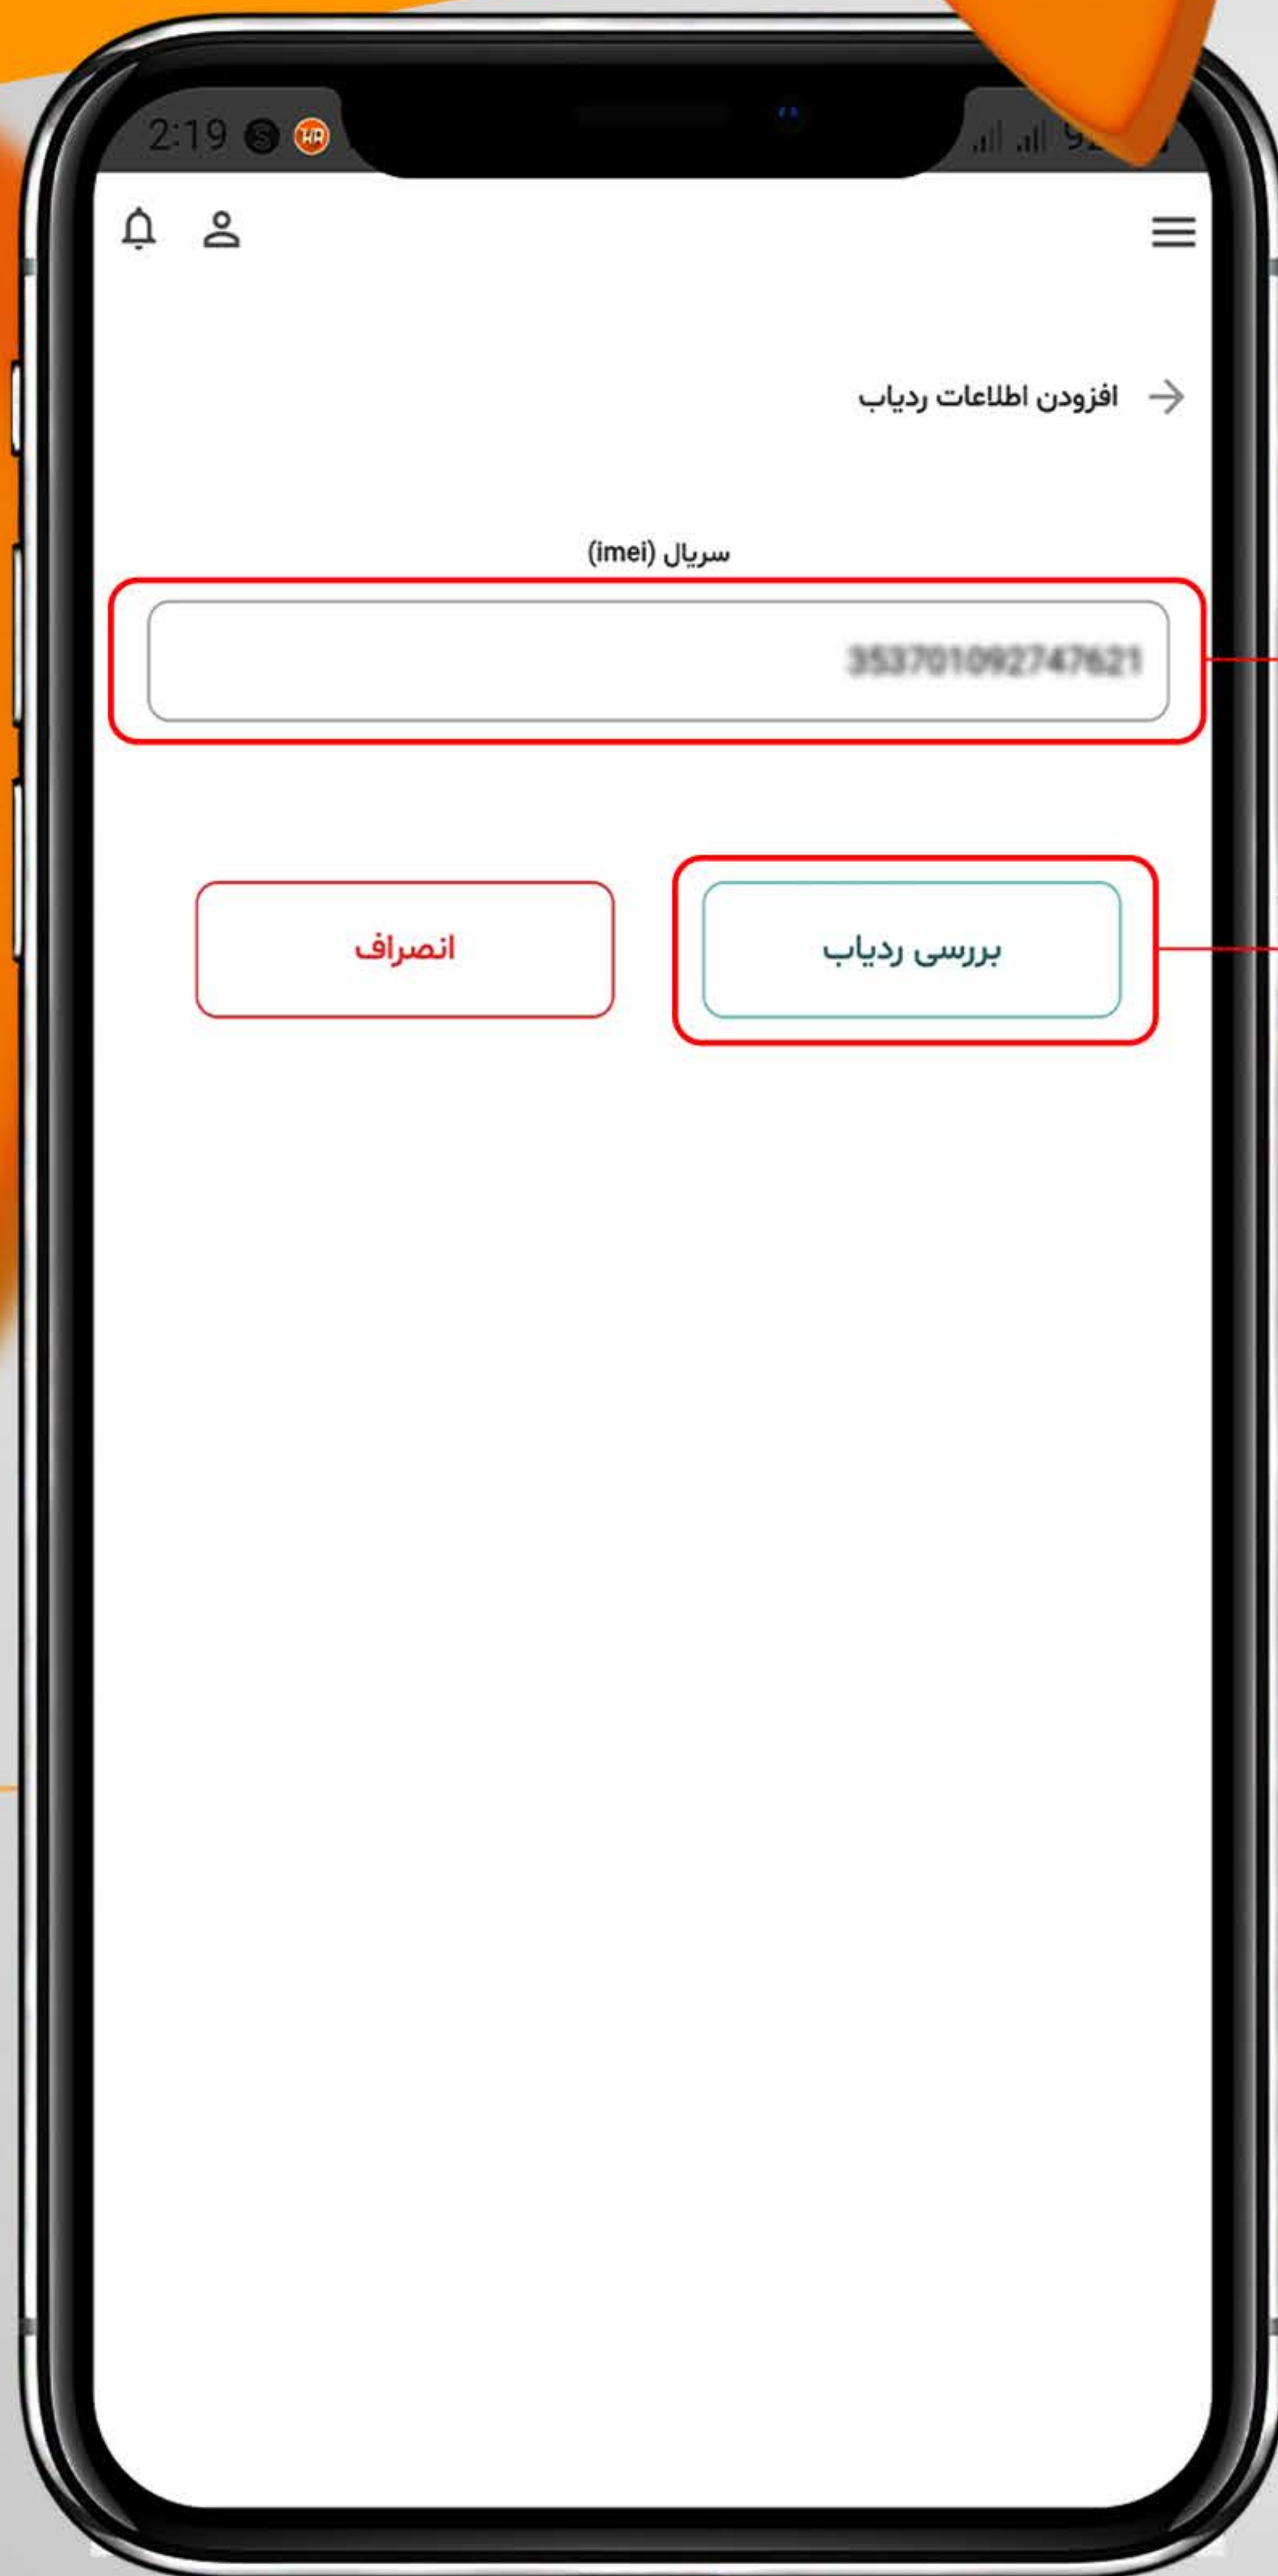 2:19
افزودن اطلاعات ردیاب
سریال (imei)
بررسی ردیاب
انصراف